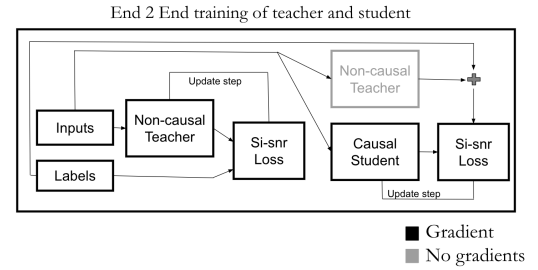 End 2 End training of teacher and student
Non-causal
Teacher
Update step
Inputs
Non-causal
Teacher
Si-snr
Loss
Causal
Student
Si-snr
Loss
Labels
Update step
Gradient
No gradients